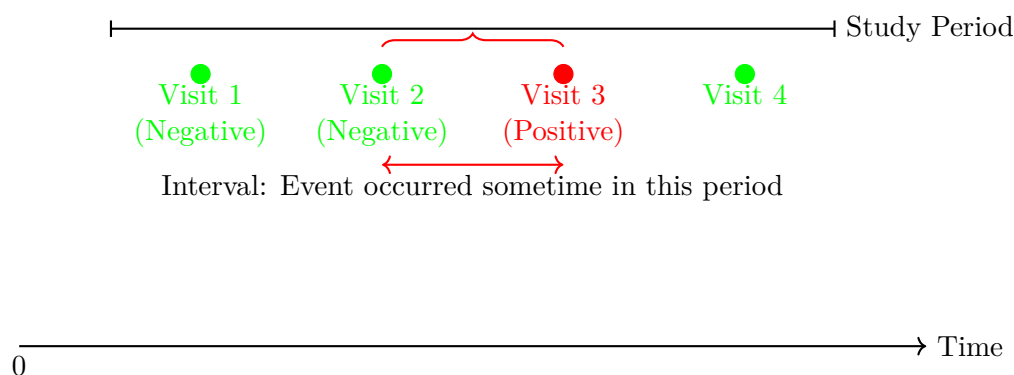 Study Period
Visit 1
(Negative)
Visit 2
(Negative)
Visit 3
(Positive)
Visit 4
Interval: Event occurred sometime in this period
Time
0